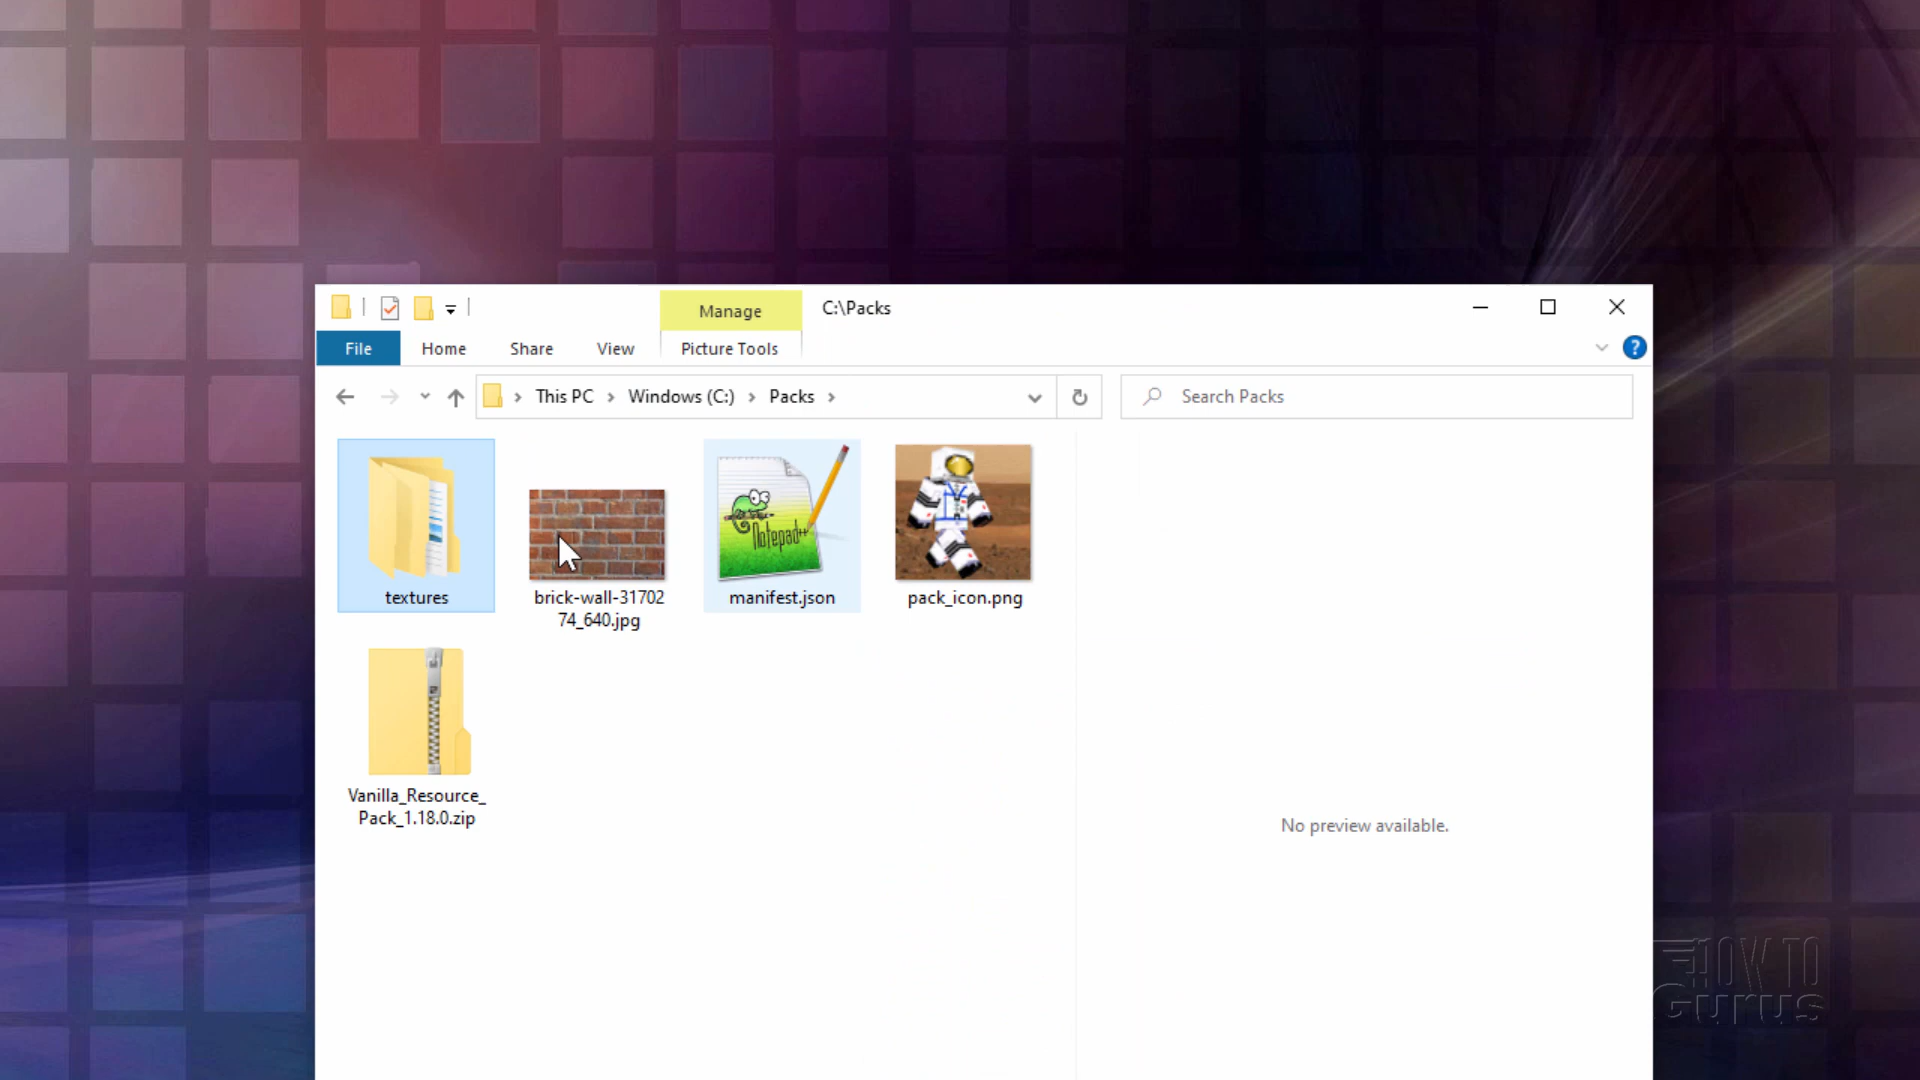 Manage
C:\Packs
File
Home
Share
View
Picture Tools
This PC
Windows (C:)
Packs
Search Packs
Notepad++
textures
brick-wall-31702
74_640.jpg
manifest.json
pack_icon.png
Vanilla_Resource_
Pack_1.18.0.zip
No preview available.
HOW TO
Gurus